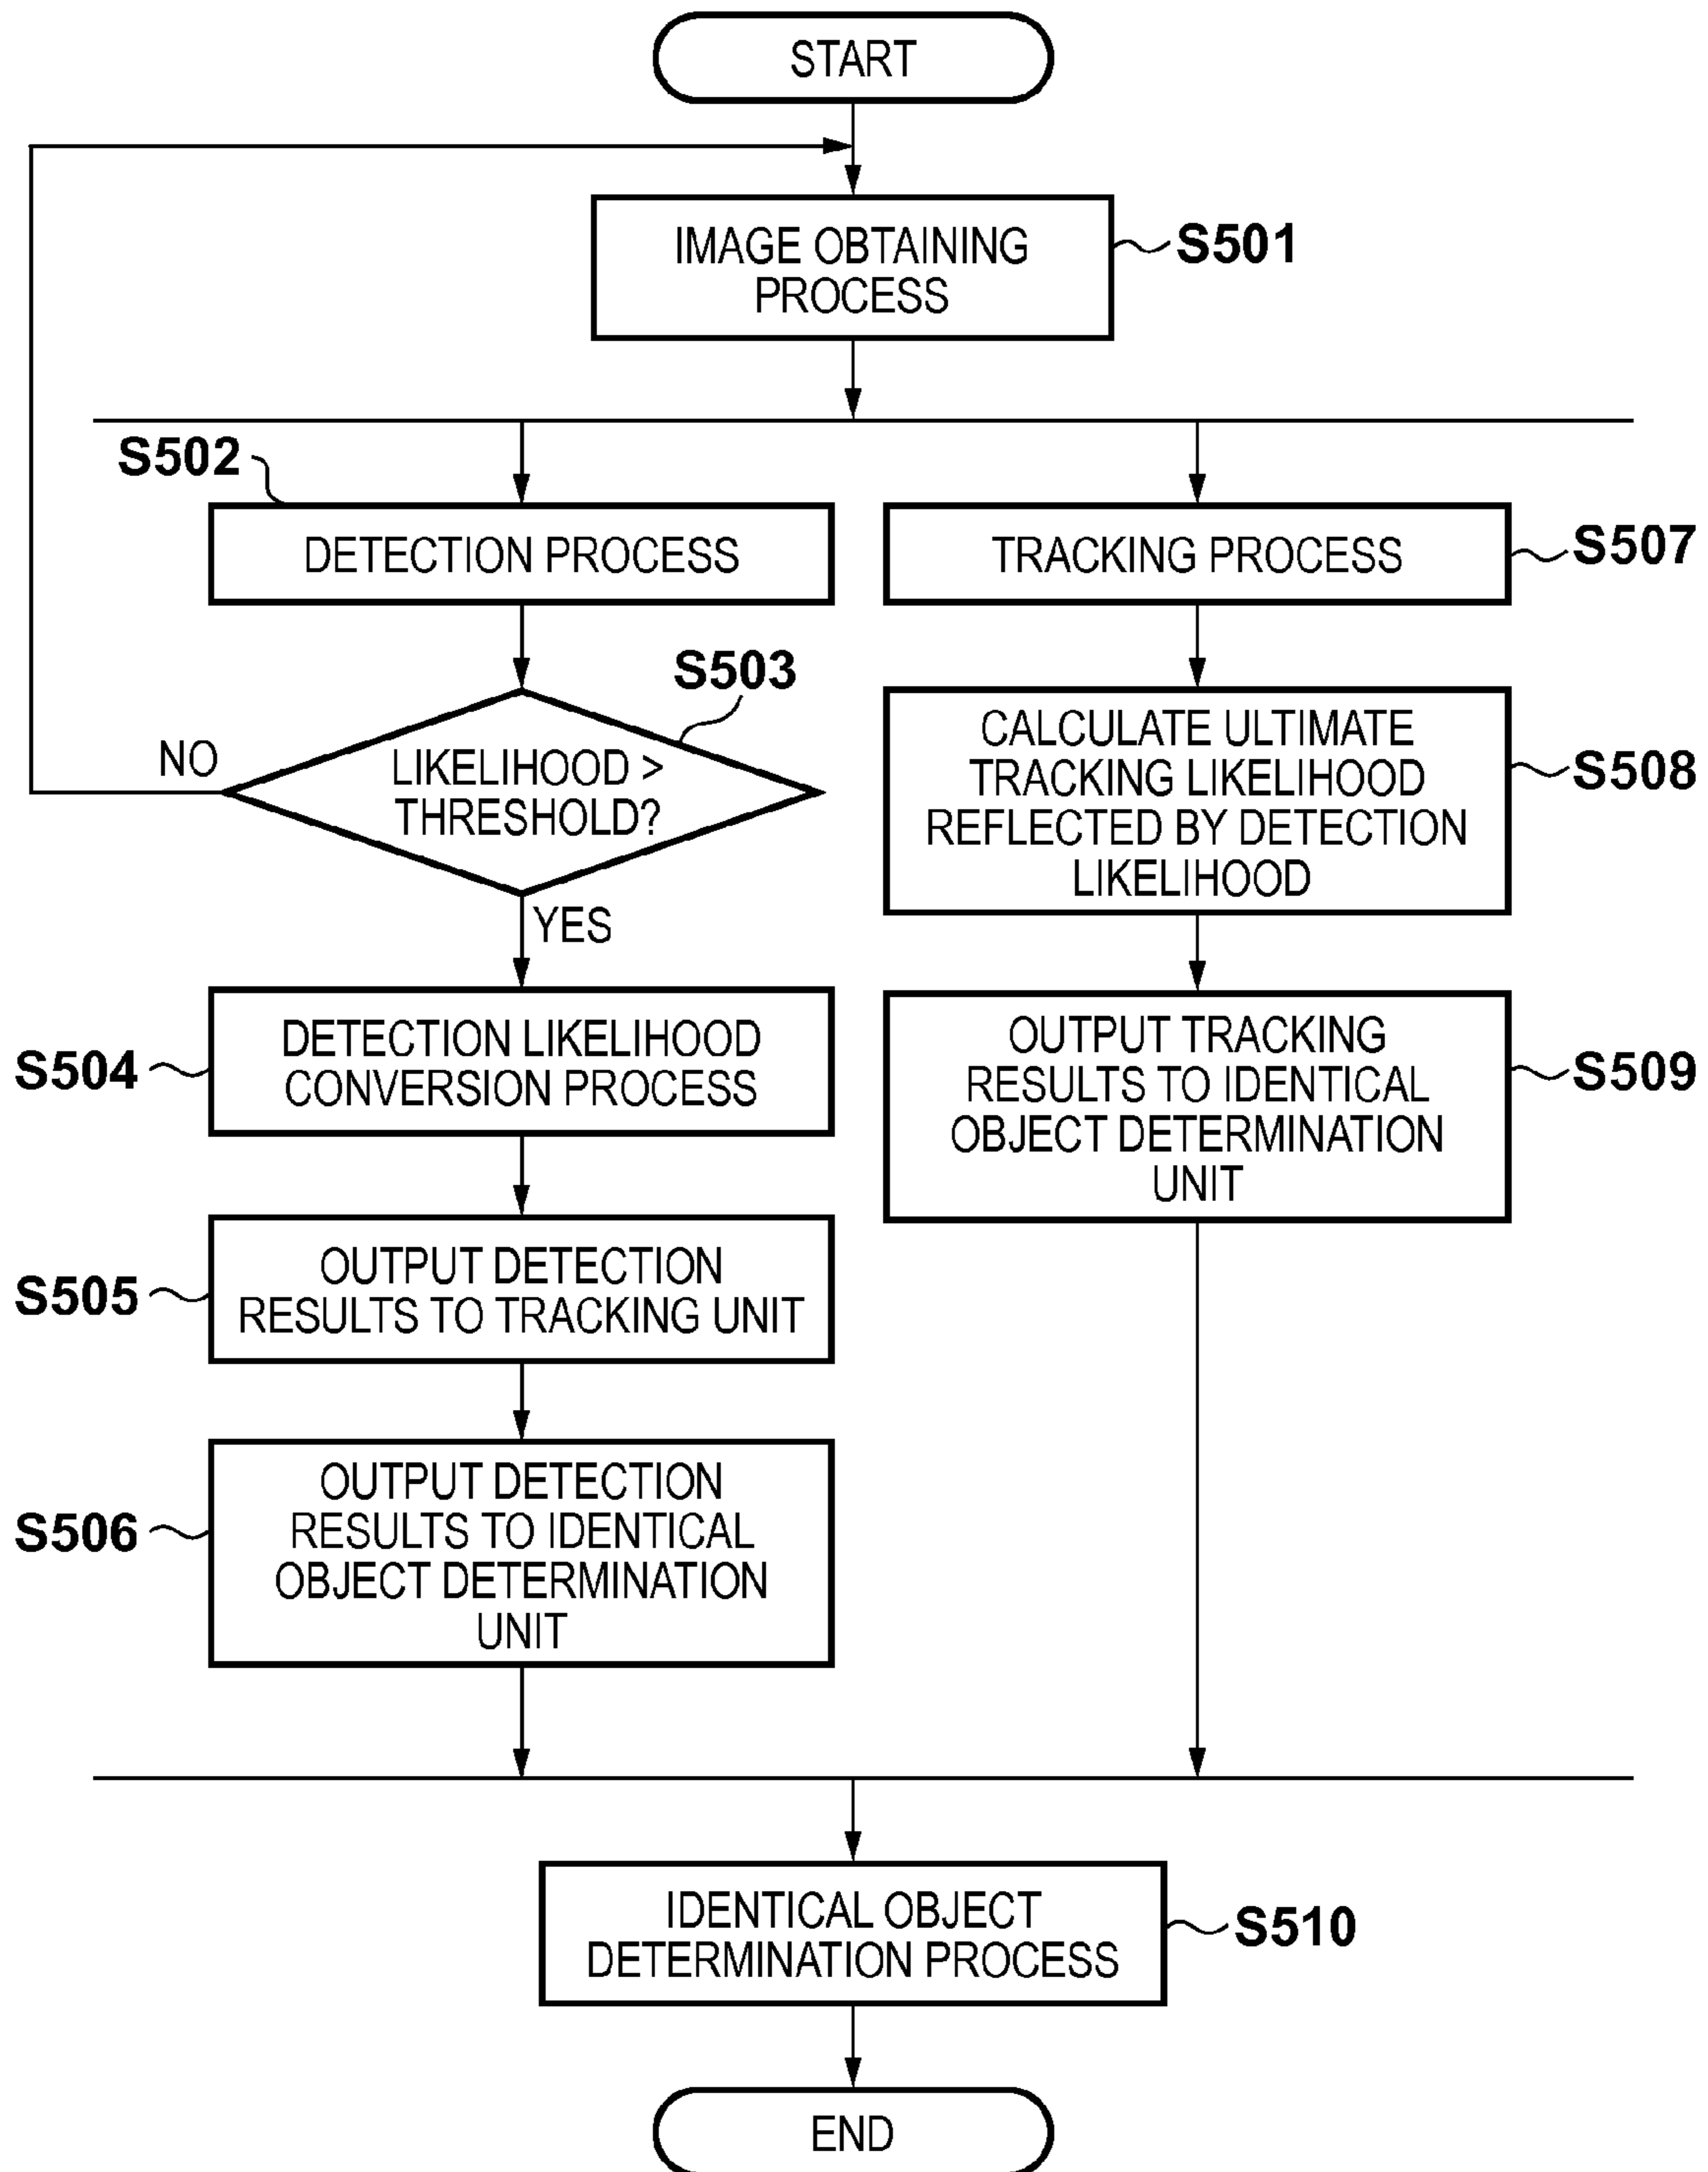 START
IMAGE OBTAINING
PROCESS
S501
S502
DETECTION PROCESS
S503
LIKELIHOOD >
THRESHOLD?
NO
YES
S504
DETECTION LIKELIHOOD
CONVERSION PROCESS
S505
OUTPUT DETECTION
RESULTS TO TRACKING UNIT
S506
OUTPUT DETECTION
RESULTS TO IDENTICAL
OBJECT DETERMINATION
UNIT
TRACKING PROCESS
S507
CALCULATE ULTIMATE
TRACKING LIKELIHOOD
REFLECTED BY DETECTION
LIKELIHOOD
S508
OUTPUT TRACKING
RESULTS TO IDENTICAL
OBJECT DETERMINATION
UNIT
S509
IDENTICAL OBJECT
DETERMINATION PROCESS
S510
END